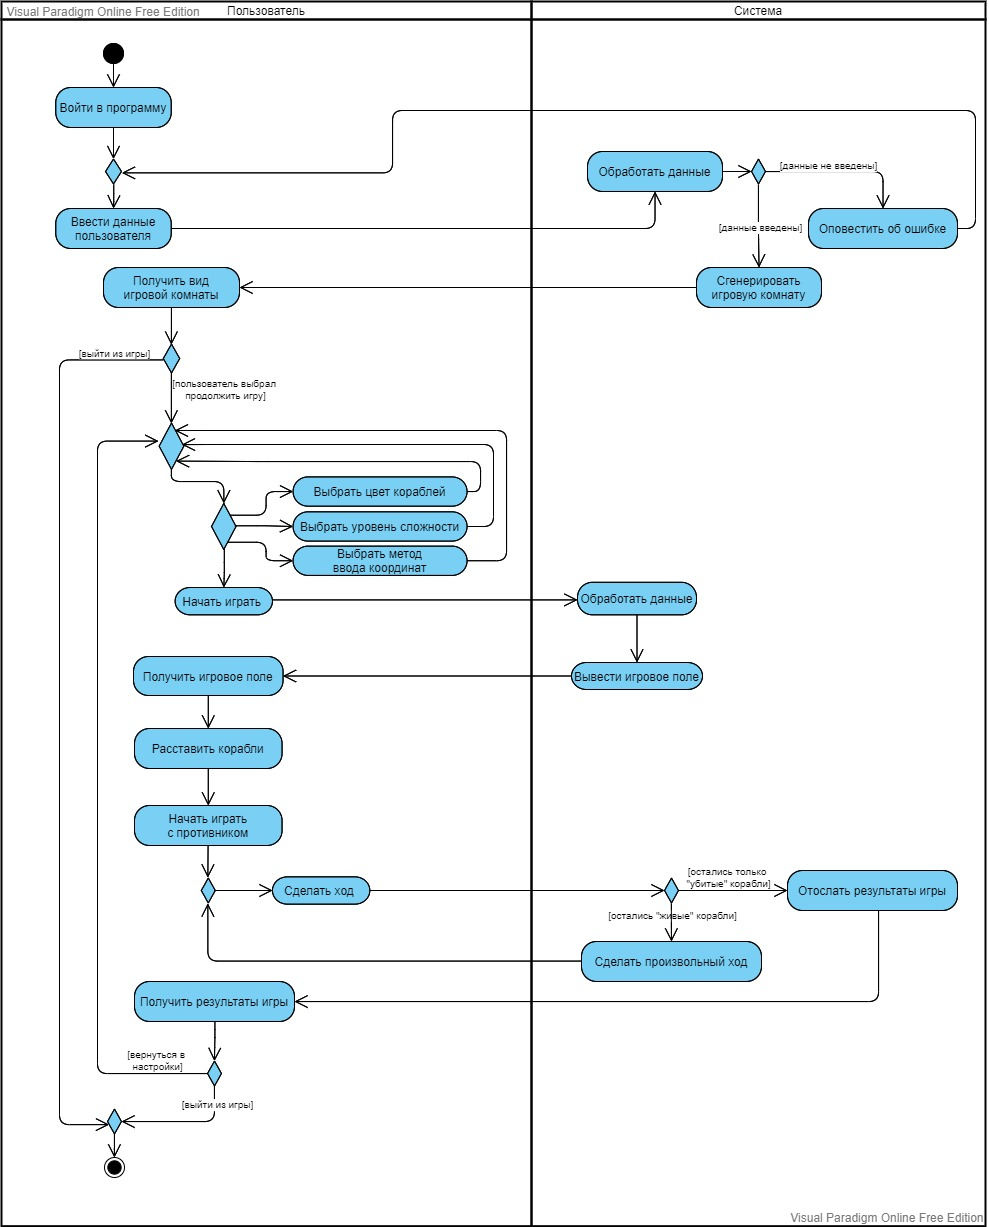 Visual Paradigm Online Free Edition
Пользователь
Система
Войти в программу
Обработать данные
[данные не введены]
Ввести данные
пользователя
[данные введены]
Оповестить об ошибке
Получить вид
игровой комнаты
Сгенерировать
игровую комнату
[выйти из игры]
[пользователь выбрал
продолжить игру]
Выбрать цвет кораблей
Выбрать уровень сложности
Выбрать метод
ввода координат
Начать играть
Обработать данные
Получить игровое поле
Вывести игровое поле
Расставить корабли
Начать играть
с противником
Сделать ход
[остались только
"убитые" корабли]
Отослать результаты игры
[остались "живые" корабли]
Сделать произвольный ход
Получить результаты игры
[вернуться в
настройки]
[выйти из игры]
Visual Paradigm Online Free Edition